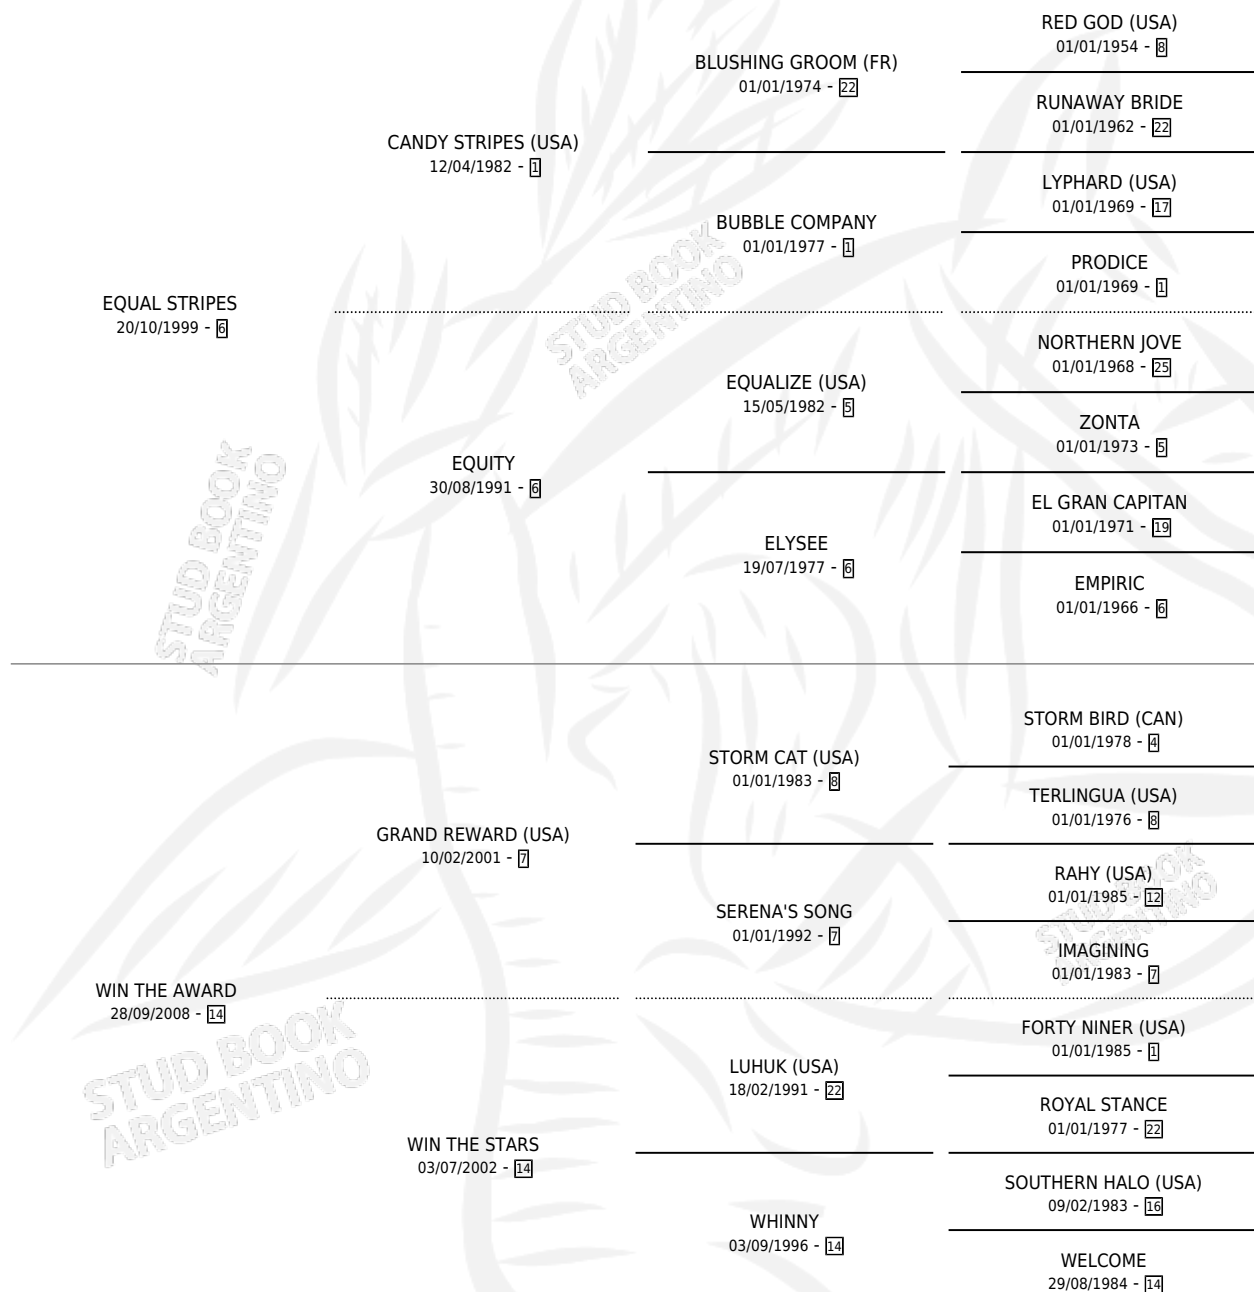 RED GOD (USA)
01/01/1954 - 8
BLUSHING GROOM (FR)
01/01/1974 - 22
RUNAWAY BRIDE
01/01/1962 - 22
CANDY STRIPES (USA)
12/04/1982 - 1
LYPHARD (USA)
01/01/1969 - 17
BUBBLE COMPANY
01/01/1977 - 1
PRODICE
01/01/1969 - 1
EQUAL STRIPES
20/10/1999 - 6
STUD BOOK
ARGENTINO
NORTHERN JOVE
01/01/1968 - 25
EQUALIZE (USA)
15/05/1982 - 5
ZONTA
01/01/1973 - 5
EQUITY
30/08/1991 - 6
EL GRAN CAPITAN
01/01/1971 - 19
ELYSEE
19/07/1977 - 6
EMPIRIC
01/01/1966 - 6
STUD BOOK
ARGENTINO
STORM BIRD (CAN)
01/01/1978 - 4
STORM CAT (USA)
01/01/1983 - 8
TERLINGUA (USA)
01/01/1976 - 8
GRAND REWARD (USA)
10/02/2001 - 7
RAHY (USA)
01/01/1985 - 12
SERENA'S SONG
01/01/1992 - 7
STUD BOOK
ARGENTINO
IMAGINING
01/01/1983 - 7
WIN THE AWARD
28/09/2008 - 14
STUD BOOK
ARGENTINO
FORTY NINER (USA)
01/01/1985 - 1
LUHUK (USA)
18/02/1991 - 22
ROYAL STANCE
01/01/1977 - 22
WIN THE STARS
03/07/2002 - 14
SOUTHERN HALO (USA)
09/02/1983 - 16
WHINNY
03/09/1996 - 14
WELCOME
29/08/1984 - 14